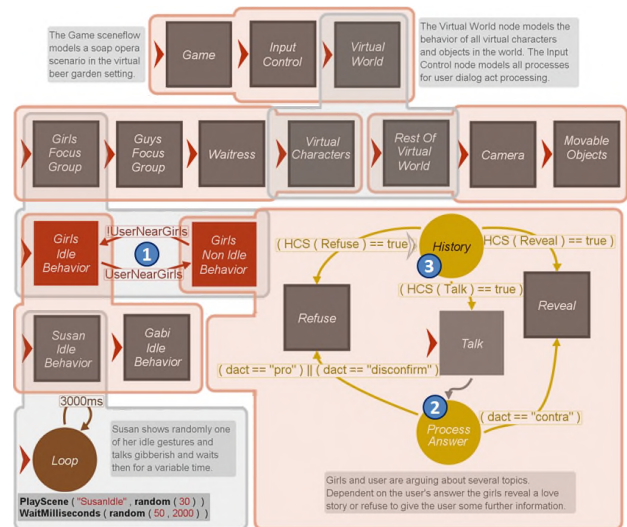 The Game sceneflow
models a soap opera
scenario in the virtual
beer garden setting.
Game
Input
Control
Virtual
World
The Virtual World node models the
behavior of all virtual characters
and objects in the world. The Input
Control node models all processes
for user dialog act processing.
Girls
Focus
Group
Guys
Focus
Group
Waitress
Virtual
Characters
Rest Of
Virtual
World
Camera
Movable
Objects
Girls
Idle
Behavior
!UserNearGirls
1
UserNearGirls
Girls
Non Idle
Behavior
Susan
Idle
Behavior
Gabi
Idle
Behavior
3000ms
Loop
Susan shows randomly one
of her idle gestures and
talks gibberish and waits
then for a variable time.
PlayScene ( "SusanIdle" , random ( 30 ) )
WaitMilliseconds ( random ( 50 , 2000 ) )
( HCS ( Refuse ) == true )
History
3
( HCS ( Reveal ) == true )
( HCS ( Talk ) == true )
Refuse
Talk
Reveal
( dact == "pro" ) || ( dact == "disconfirm" )
2
Process
Answer
( dact == "contra" )
Girls and user are arguing about several topics.
Dependent on the user's answer the girls reveal a love
story or refuse to give the user some further information.